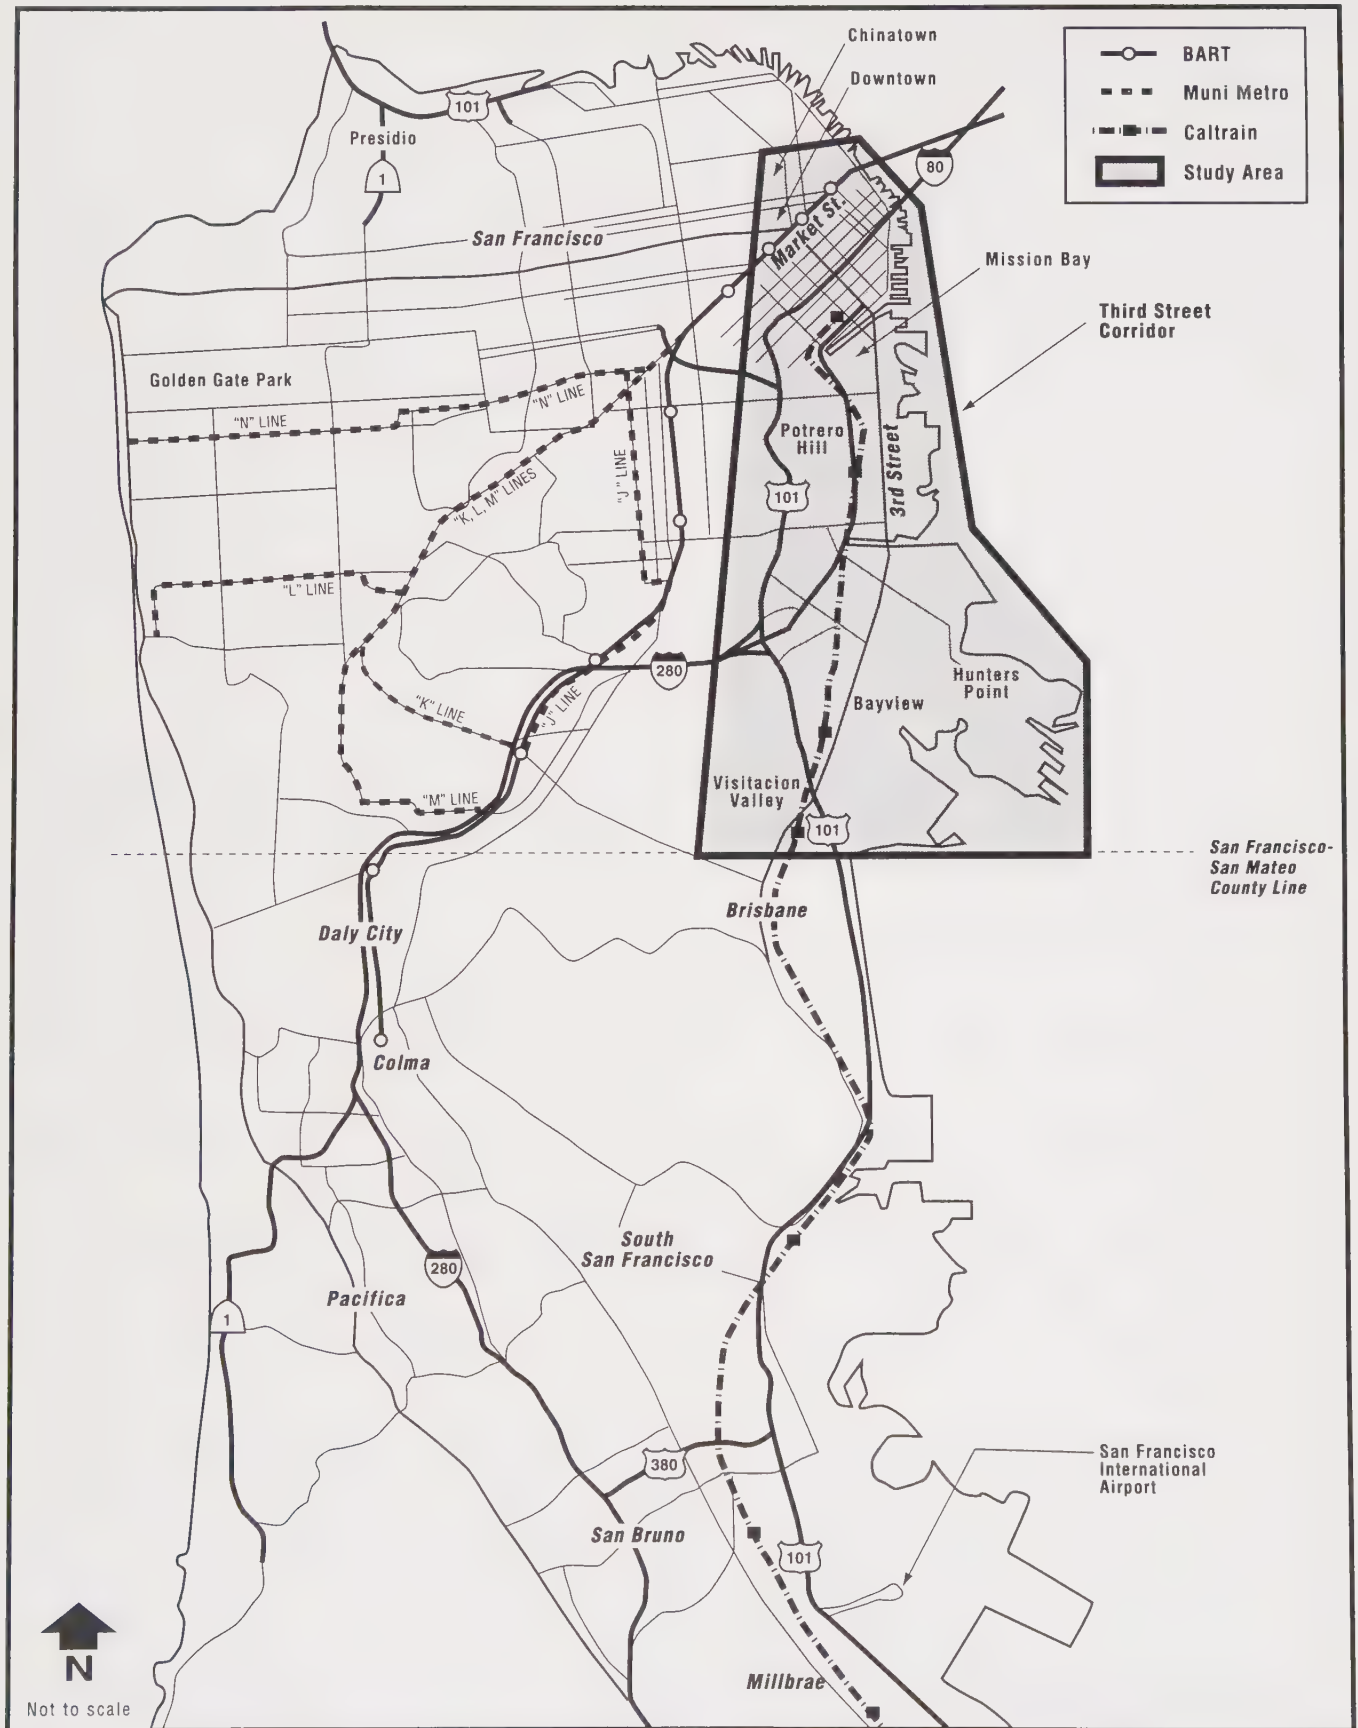 Chinatown
Downtown
BART
Muni Metro
Caltrain
Study Area
101
Presidio
1
80
San Francisco
Market St.
Mission Bay
Third Street
Corridor
Golden Gate Park
"N" LINE
"N" LINE
"K, L, M" LINES
"J" LINE
Potrero
Hill
3rd Street
101
"L" LINE
280
"K" LINE
"J" LINE
Hunters
Point
Bayview
"M" LINE
Visitacion
Valley
101
San Francisco-
San Mateo
County Line
Brisbane
Daly City
Colma
South
San Francisco
280
Pacifica
1
380
San Francisco
International
Airport
San Bruno
101
Millbrae
N
Not to scale